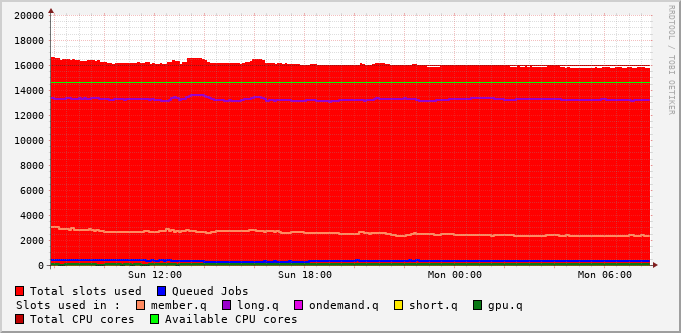 20000
18000
16000
14000
12000
10000
8000
6000
4000
2000
0
Sun 12:00 Sun 18:00 Mon 00:00 Mon 06:00
Total slots used Queued Jobs
Slots used in : member.q long.q ondemand.q short.q gpu.q
Total CPU cores Available CPU cores
RRDTOOL / TOBI OETIKER